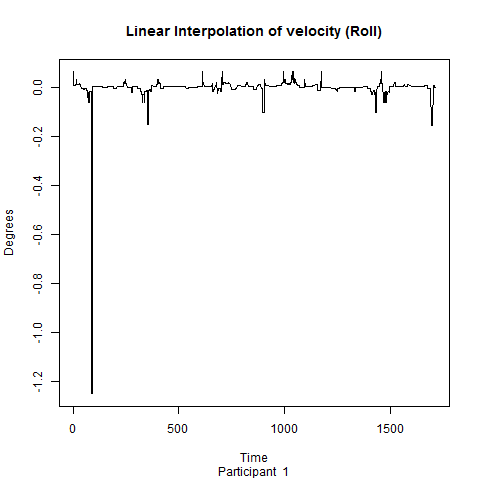 Linear Interpolation of velocity (Roll)
0.0
-0.2
-0.4
-0.6
-0.8
-1.0
-1.2
Degrees
0 500 1000 1500
Time
Participant 1